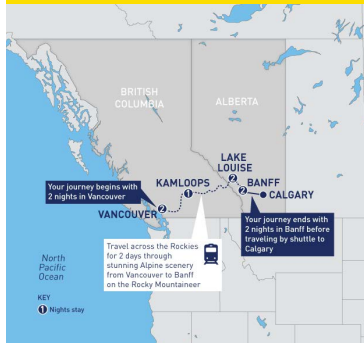 BRITISH
COLUMBIA
ALBERTA
LAKE
LOUISE
2
Your journey begins with
2 nights in Vancouver
KAMLOOPS
1
2
BANFF
CALGARY
VANCOUVER
2
Your journey ends with
2 nights in Banff before
traveling by shuttle to
Calgary
Travel across the Rockies
for 2 days through
stunning Alpine scenery
from Vancouver to Banff
on the Rocky Mountaineer
North
Pacific
Ocean
KEY
1 Nights stay